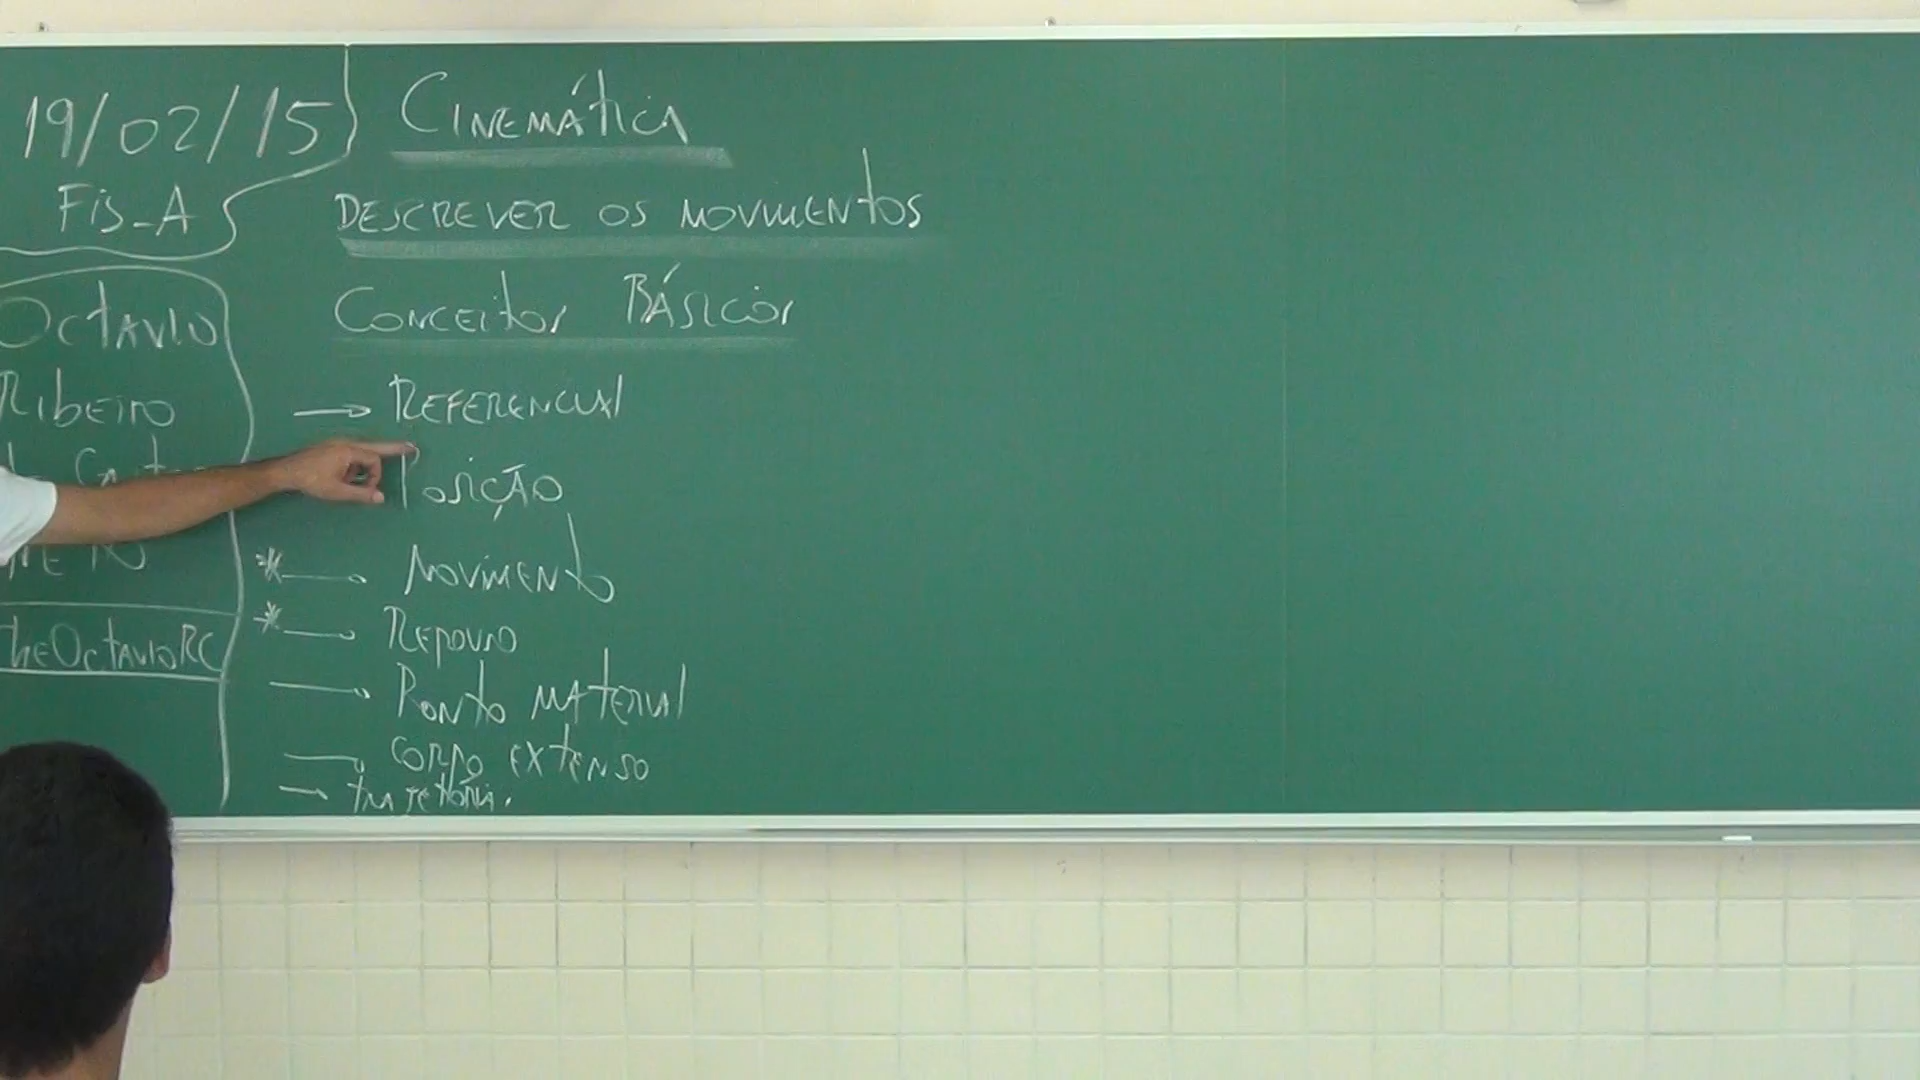 19/02/15
Fis-A
Octavio
Ribeiro
TheOctavioRC
Cinemática
Descrever os movimentos
Conceitos Básicos
→ Referencial
Posição
* → Movimento
* → Repouso
→ Ponto material
→ corpo extenso
→ trajetória.